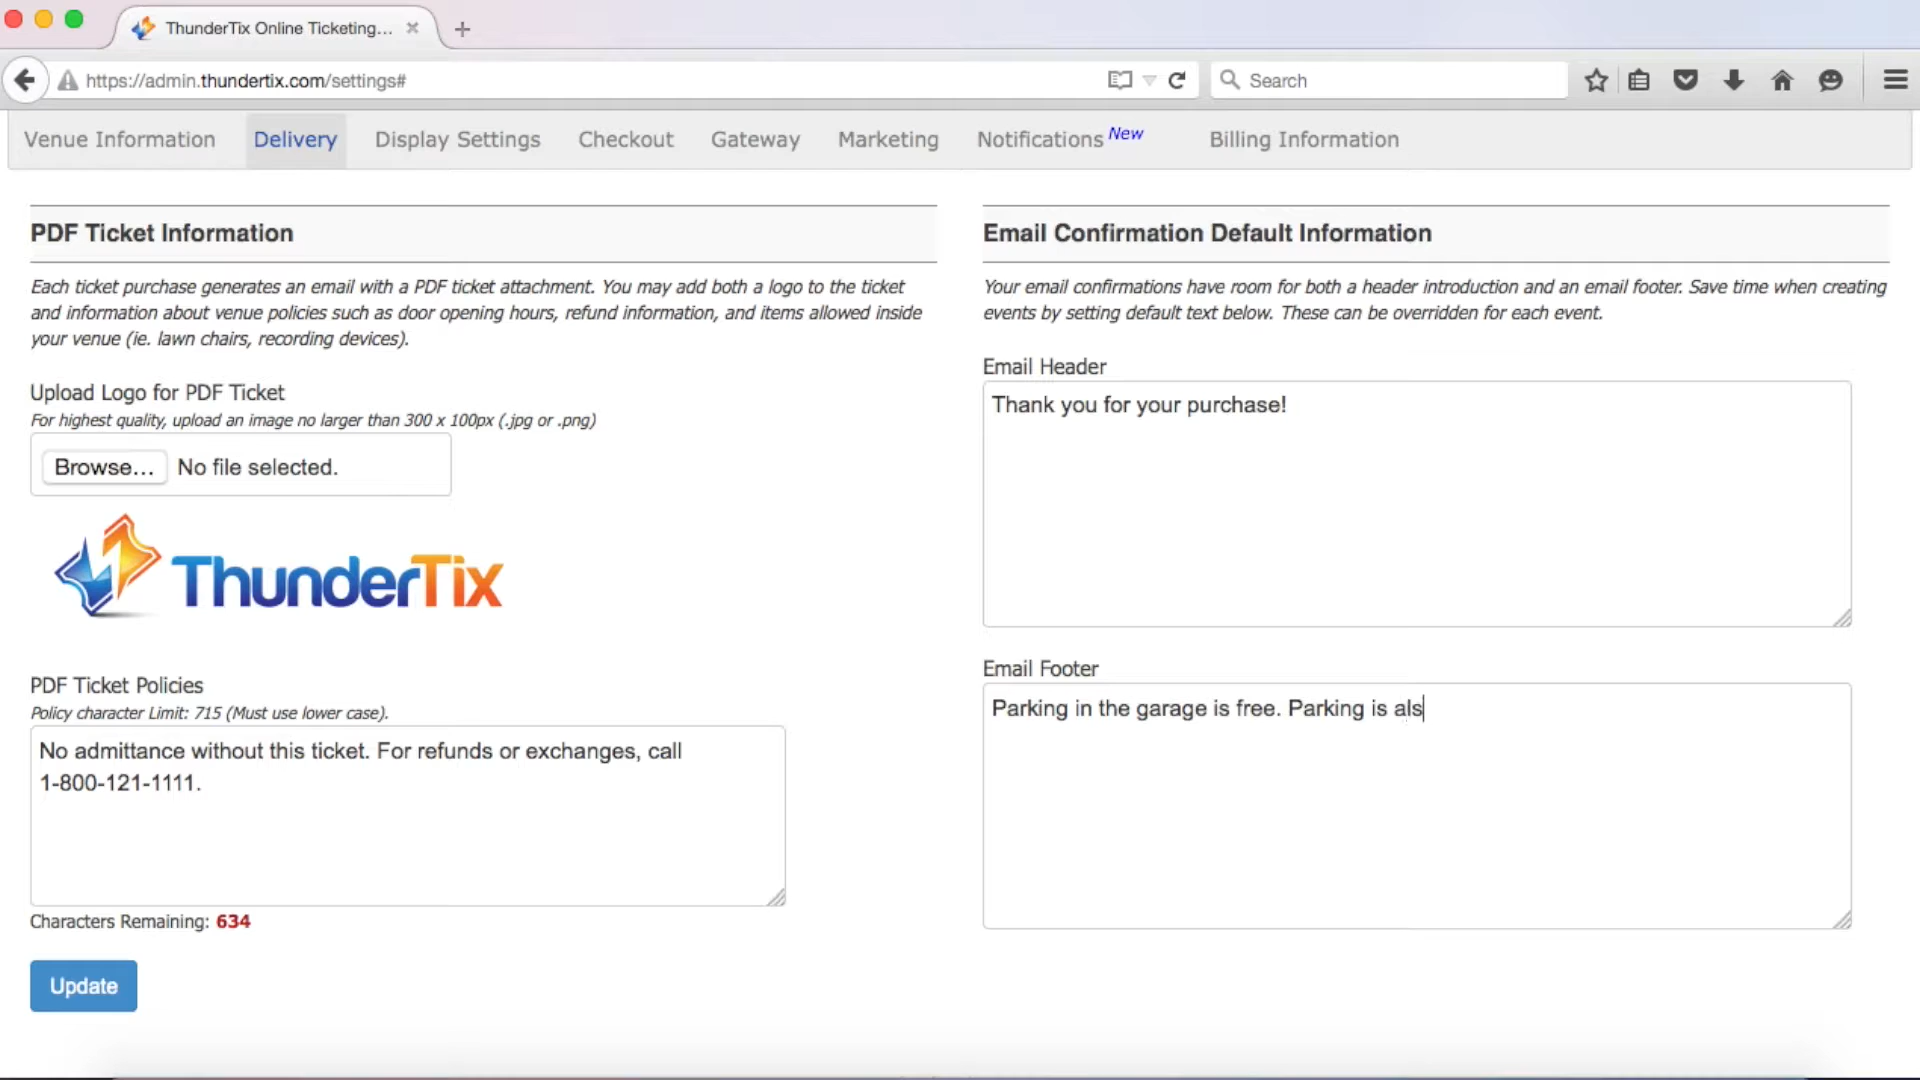 ThunderTix Online Ticketing...
https://admin.thundertix.com/settings#
Search
Venue Information
Delivery
Display Settings
Checkout
Gateway
Marketing
Notifications New
Billing Information
PDF Ticket Information
Each ticket purchase generates an email with a PDF ticket attachment. You may add both a logo to the ticket
and information about venue policies such as door opening hours, refund information, and items allowed inside
your venue (ie. lawn chairs, recording devices).
Upload Logo for PDF Ticket
For highest quality, upload an image no larger than 300 x 100px (.jpg or .png)
Browse... No file selected.
ThunderTix
PDF Ticket Policies
Policy character Limit: 715 (Must use lower case).
No admittance without this ticket. For refunds or exchanges, call
1-800-121-1111.
Characters Remaining: 634
Update
Email Confirmation Default Information
Your email confirmations have room for both a header introduction and an email footer. Save time when creating
events by setting default text below. These can be overridden for each event.
Email Header
Thank you for your purchase!
Email Footer
Parking in the garage is free. Parking is als